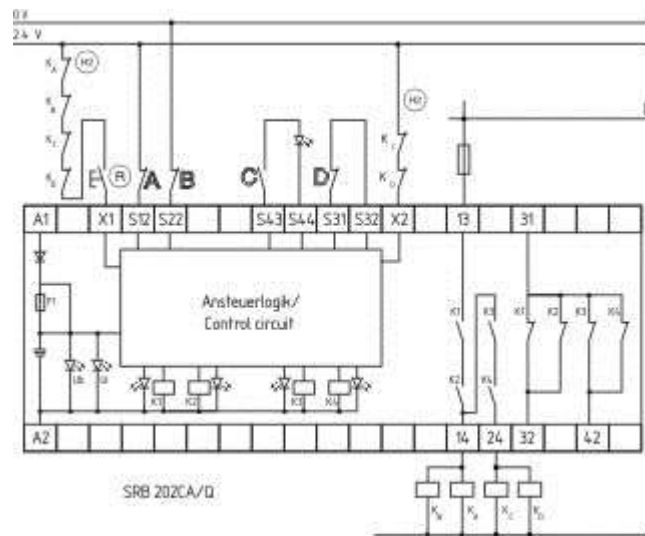 0 V
24 V
K A
H2
K B
K C
K D
H2
K C
K D
E
R
A
B
C
D
A1
X1
S12
S22
S43
S44
S31
S32
X2
13
31
F1
Ansteuerlogik/
Control circuit
K1
K3
K1
K2
K3
K4
K2
K4
Ub
Ui
K1
K2
K3
K4
A2
14
24
32
42
SRB 202CA/Q
K B
K A
K C
K D